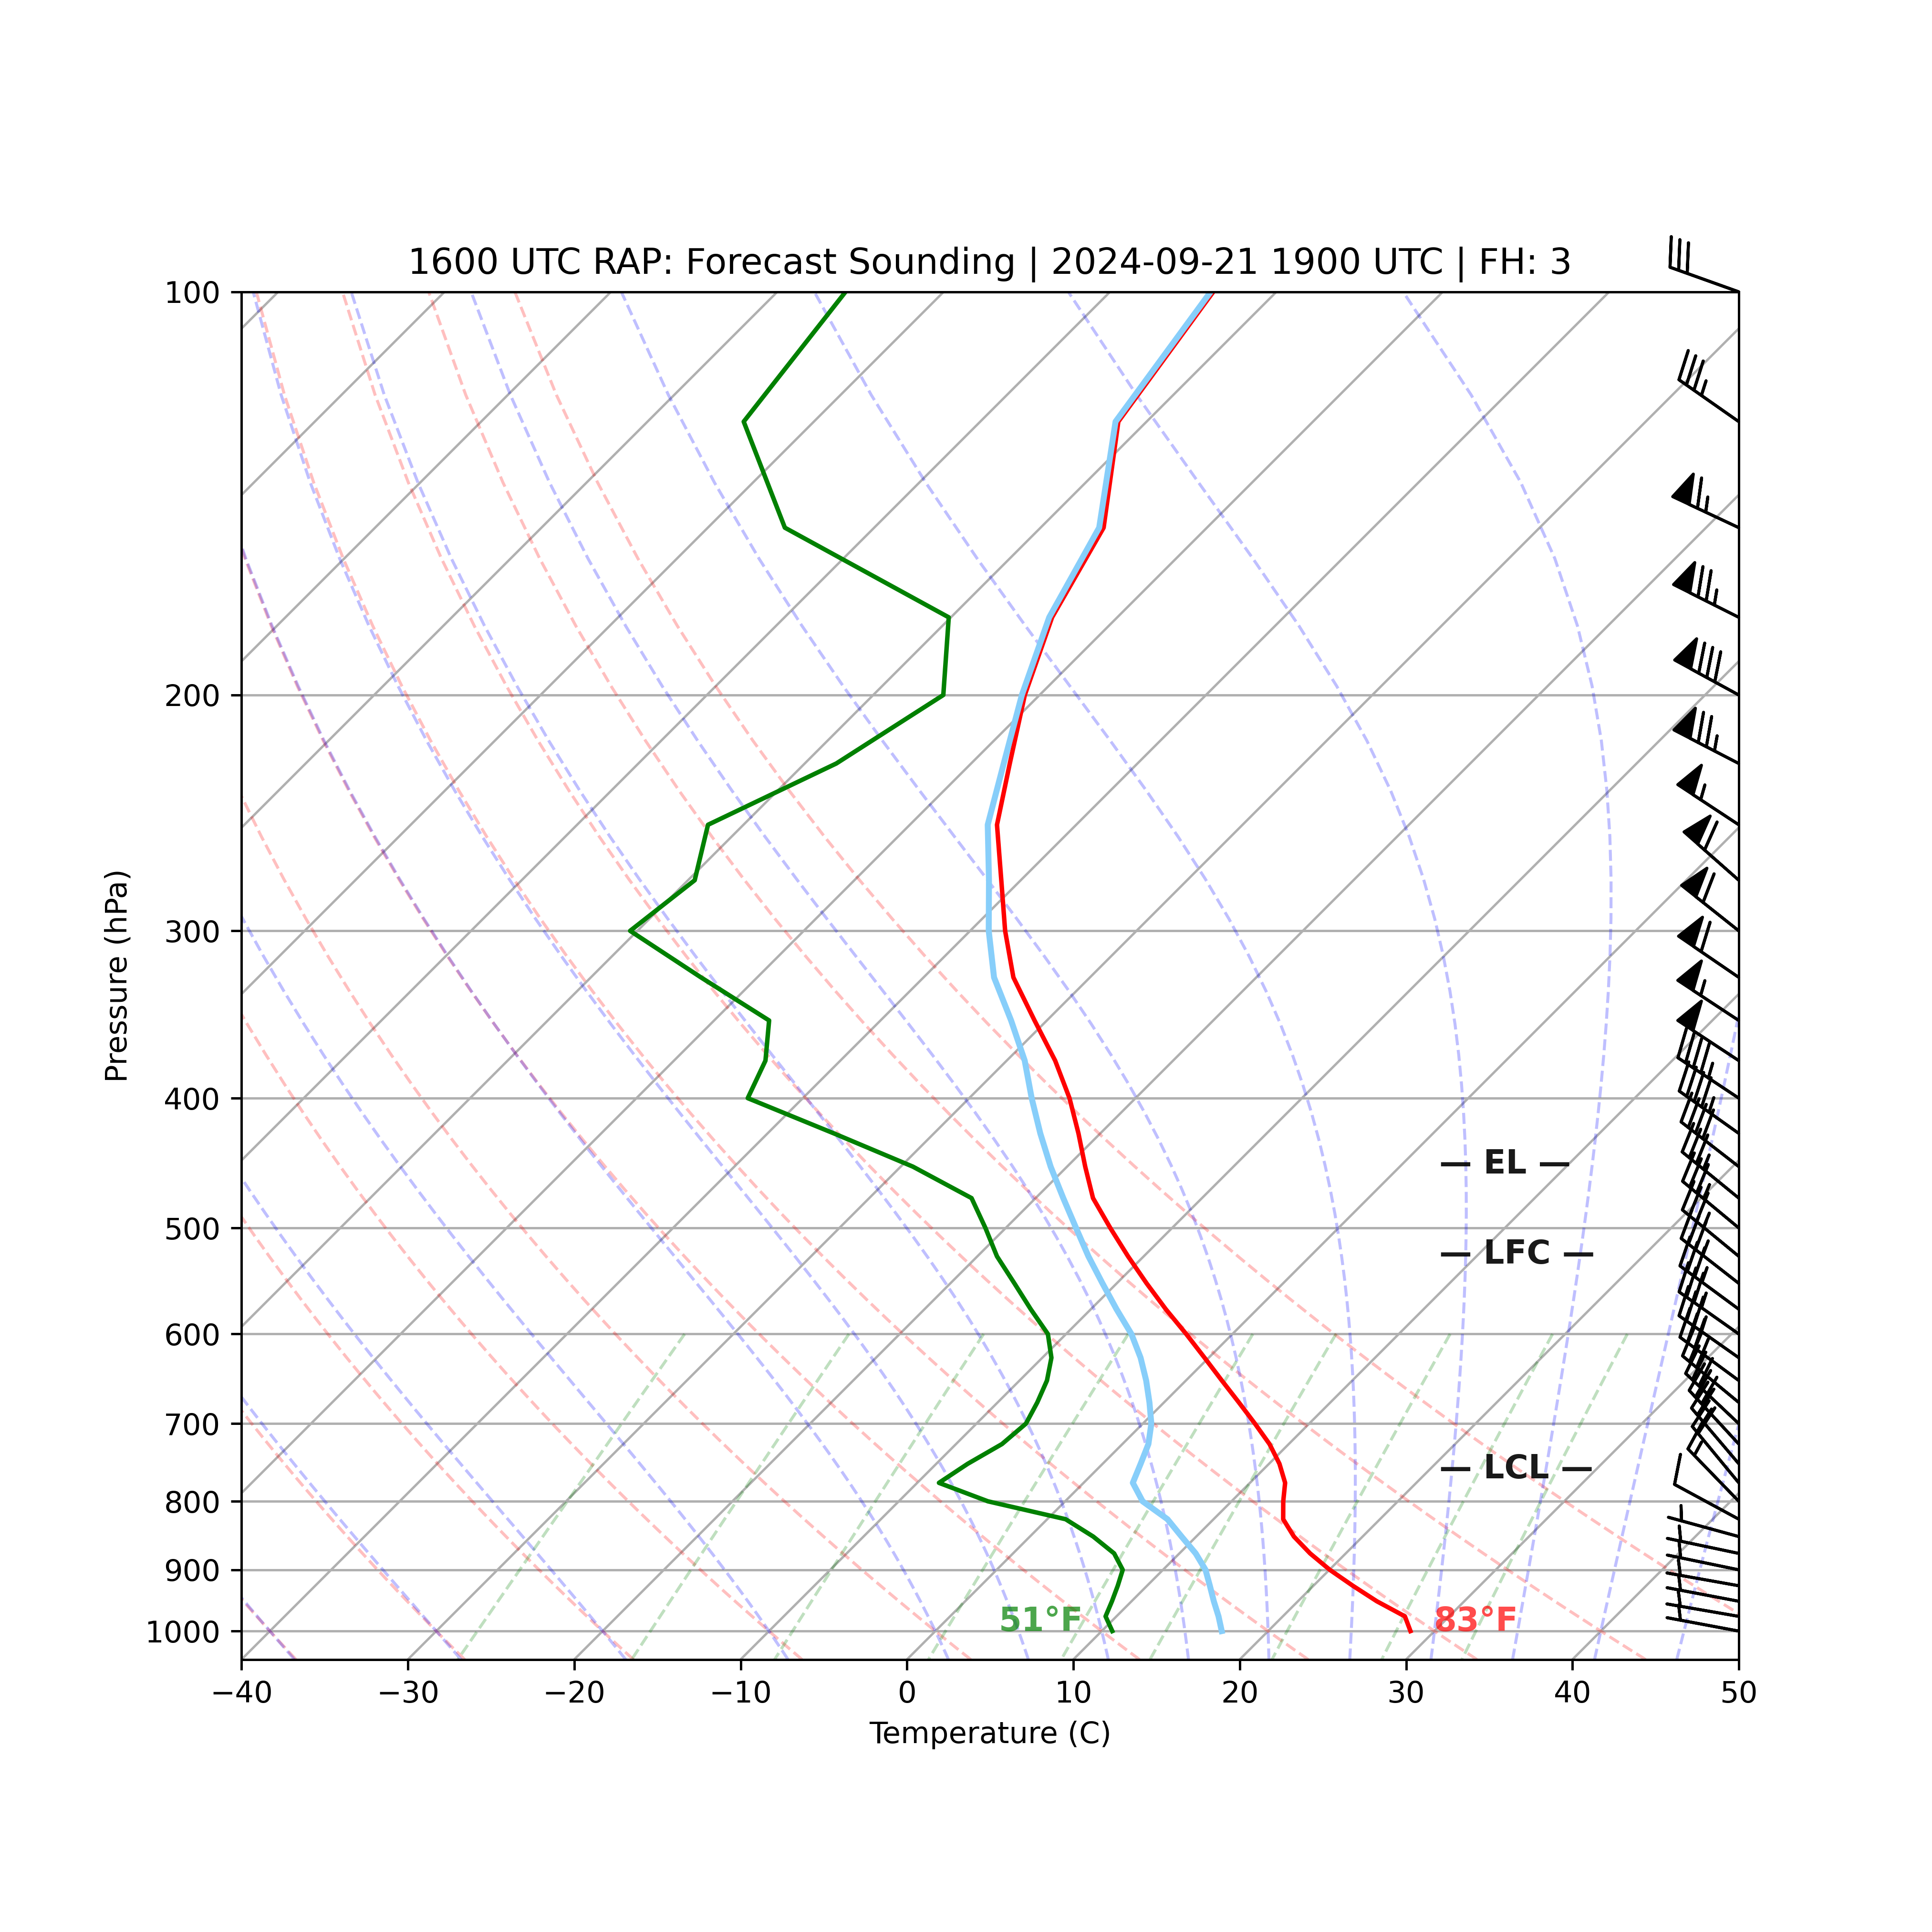 1600 UTC RAP: Forecast Sounding | 2024-09-21 1900 UTC | FH: 3
100
200
300
400
500
600
700
800
900
1000
Pressure (hPa)
— EL —
— LFC —
— LCL —
51°F
83°F
−40 −30 −20 −10 0 10 20 30 40 50
Temperature (C)